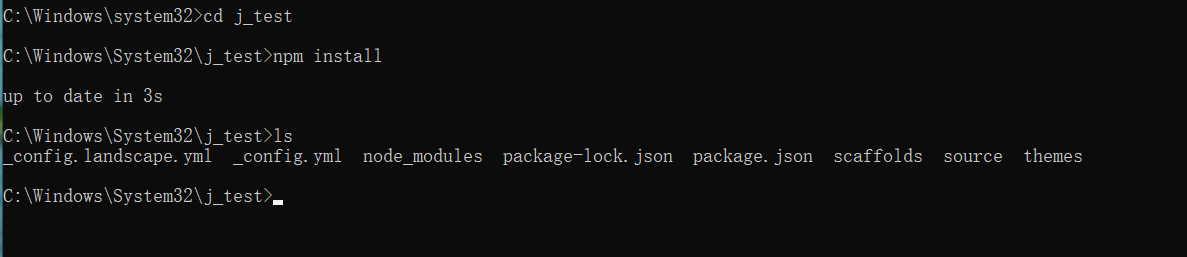 C:\Windows\system32>cd j_test
C:\Windows\System32\j_test>npm install
up to date in 3s
C:\Windows\System32\j_test>ls
_config.landscape.yml  _config.yml  node_modules  package-lock.json  package.json  scaffolds  source  themes
C:\Windows\System32\j_test>